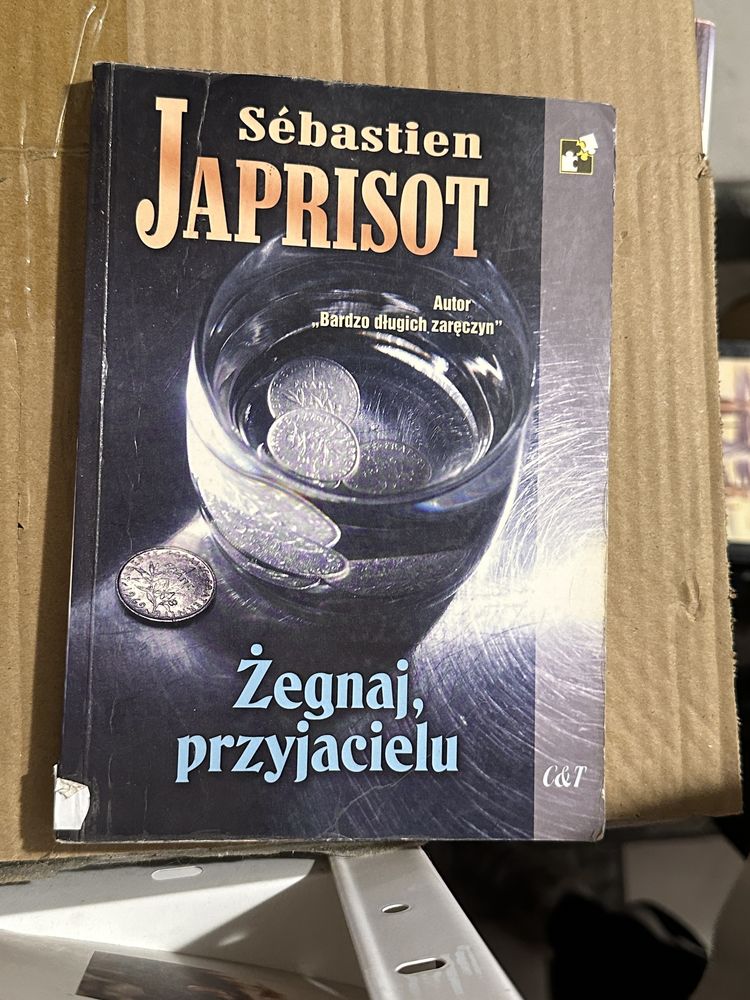 Sébastien
JAPRISOT
Autor
„Bardzo długich zaręczyn”
Żegnaj,
przyjacielu
C&T